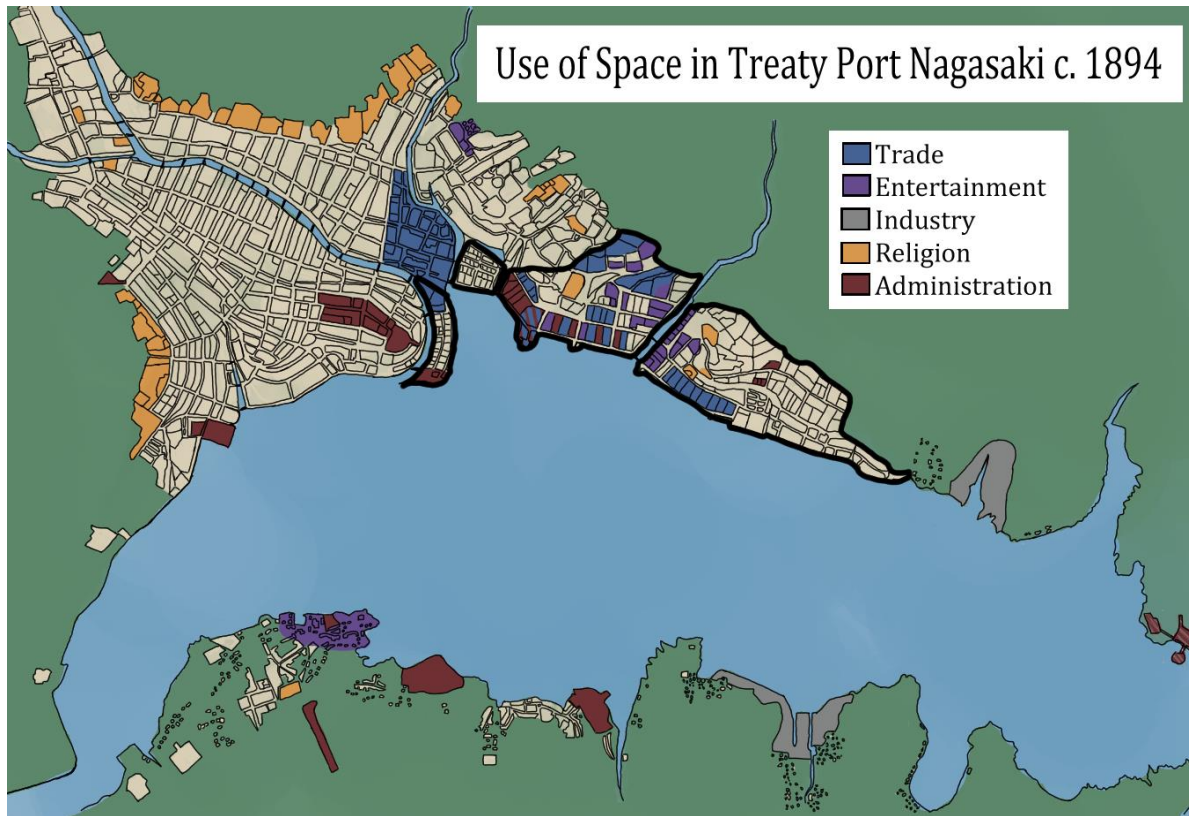 Use of Space in Treaty Port Nagasaki c. 1894
Trade
Entertainment
Industry
Religion
Administration